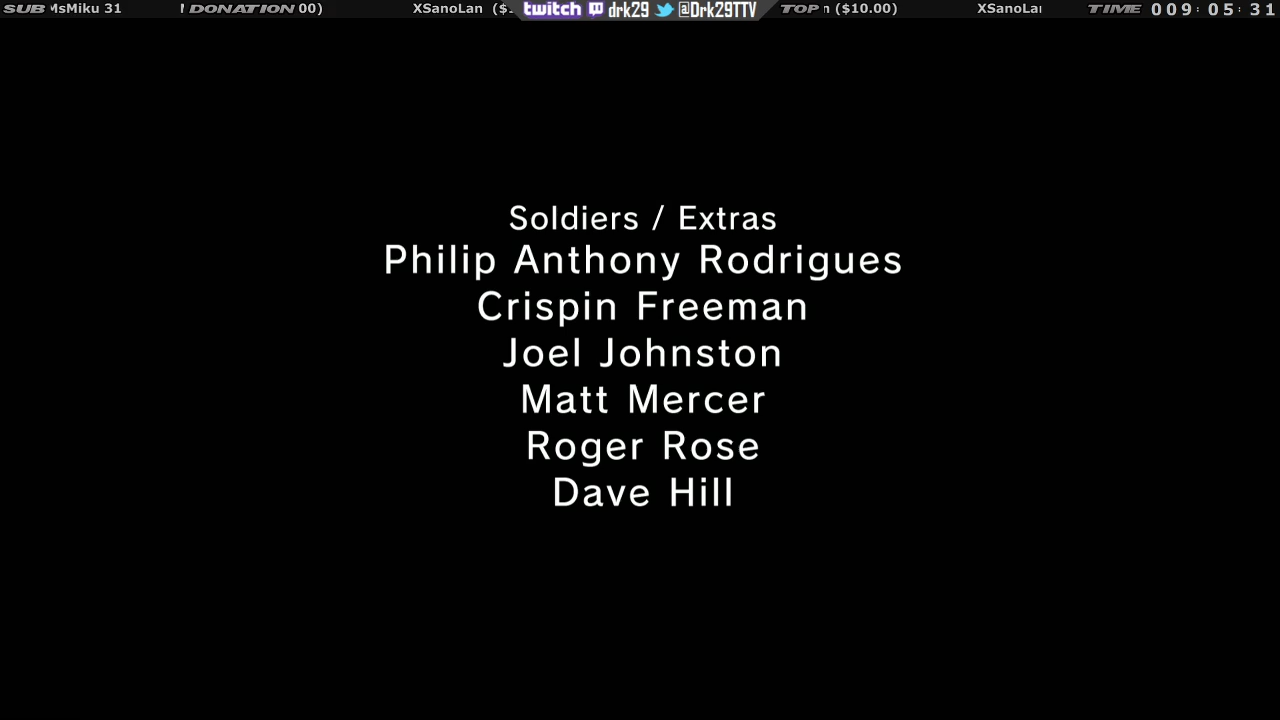 SUB MsMiku 31 DONATION 00) XSanoLan ($ twitch drk29 @Drk29TTV TOP n ($10.00) XSanoLan TIME 009:05:31
Soldiers / Extras
Philip Anthony Rodrigues
Crispin Freeman
Joel Johnston
Matt Mercer
Roger Rose
Dave Hill